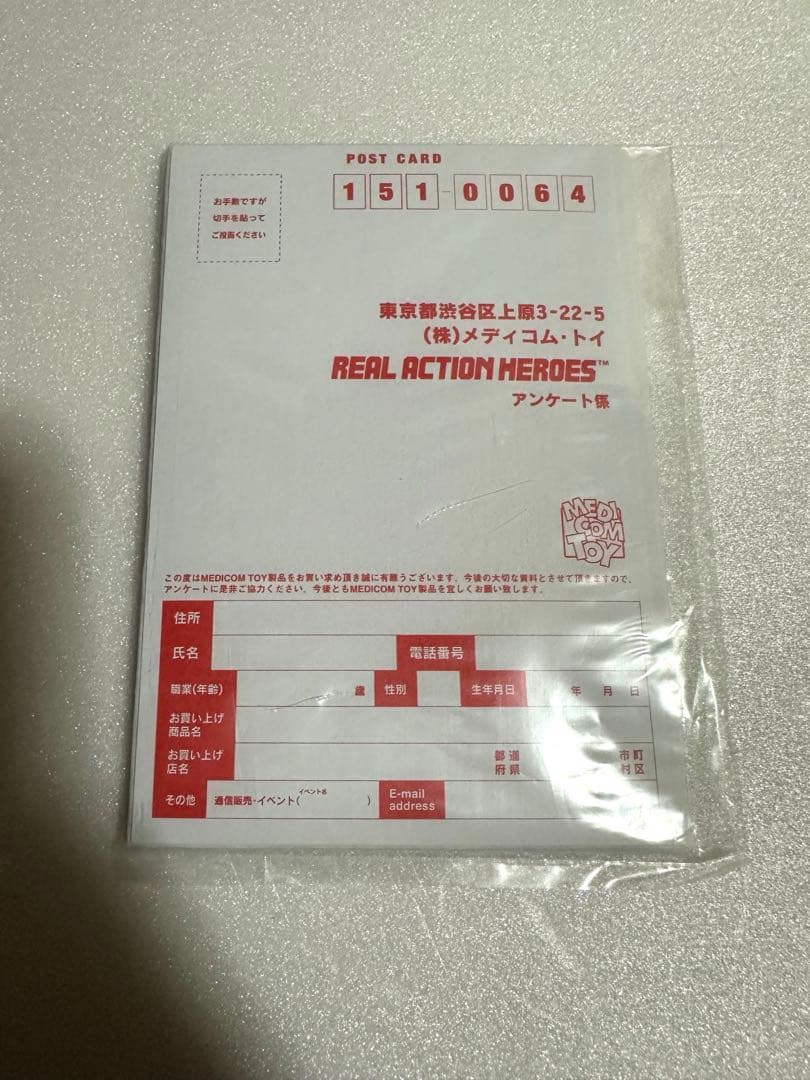 POST CARD
151-0064
お手数ですが
切手を貼って
ご投函ください
東京都渋谷区上原3-22-5
(株)メディコム・トイ
REAL ACTION HEROES™
アンケート係
MEDI
COM
TOY
この度はMEDICOM TOY製品をお買い求め頂き誠に有難うございます。今後の大切な資料とさせて頂きますので、
アンケートに是非ご協力ください。今後ともMEDICOM TOY製品を宜しくお願い致します。
住所
氏名 電話番号
職業(年齢) 歳 性別 生年月日 年 月 日
お買い上げ
商品名
お買い上げ 都道 市町
店名 府県 村区
イベント名
その他 通信販売・イベント( ) E-mail
address